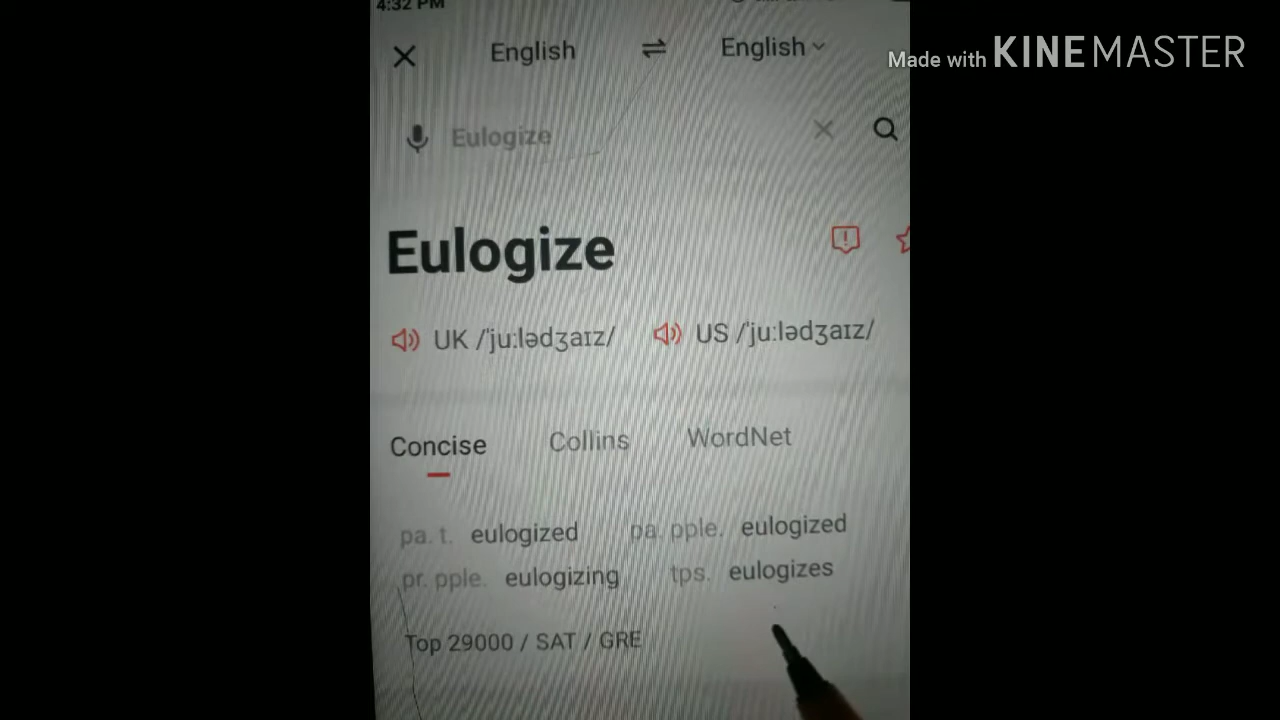 4:32 PM
English ⇌ English
Made with KINEMASTER
Eulogize
Eulogize
UK /ˈjuːlədʒaɪz/ US /ˈjuːlədʒaɪz/
Concise Collins WordNet
pa. t. eulogized pa. pple. eulogized
pr. pple. eulogizing tps. eulogizes
Top 29000 / SAT / GRE